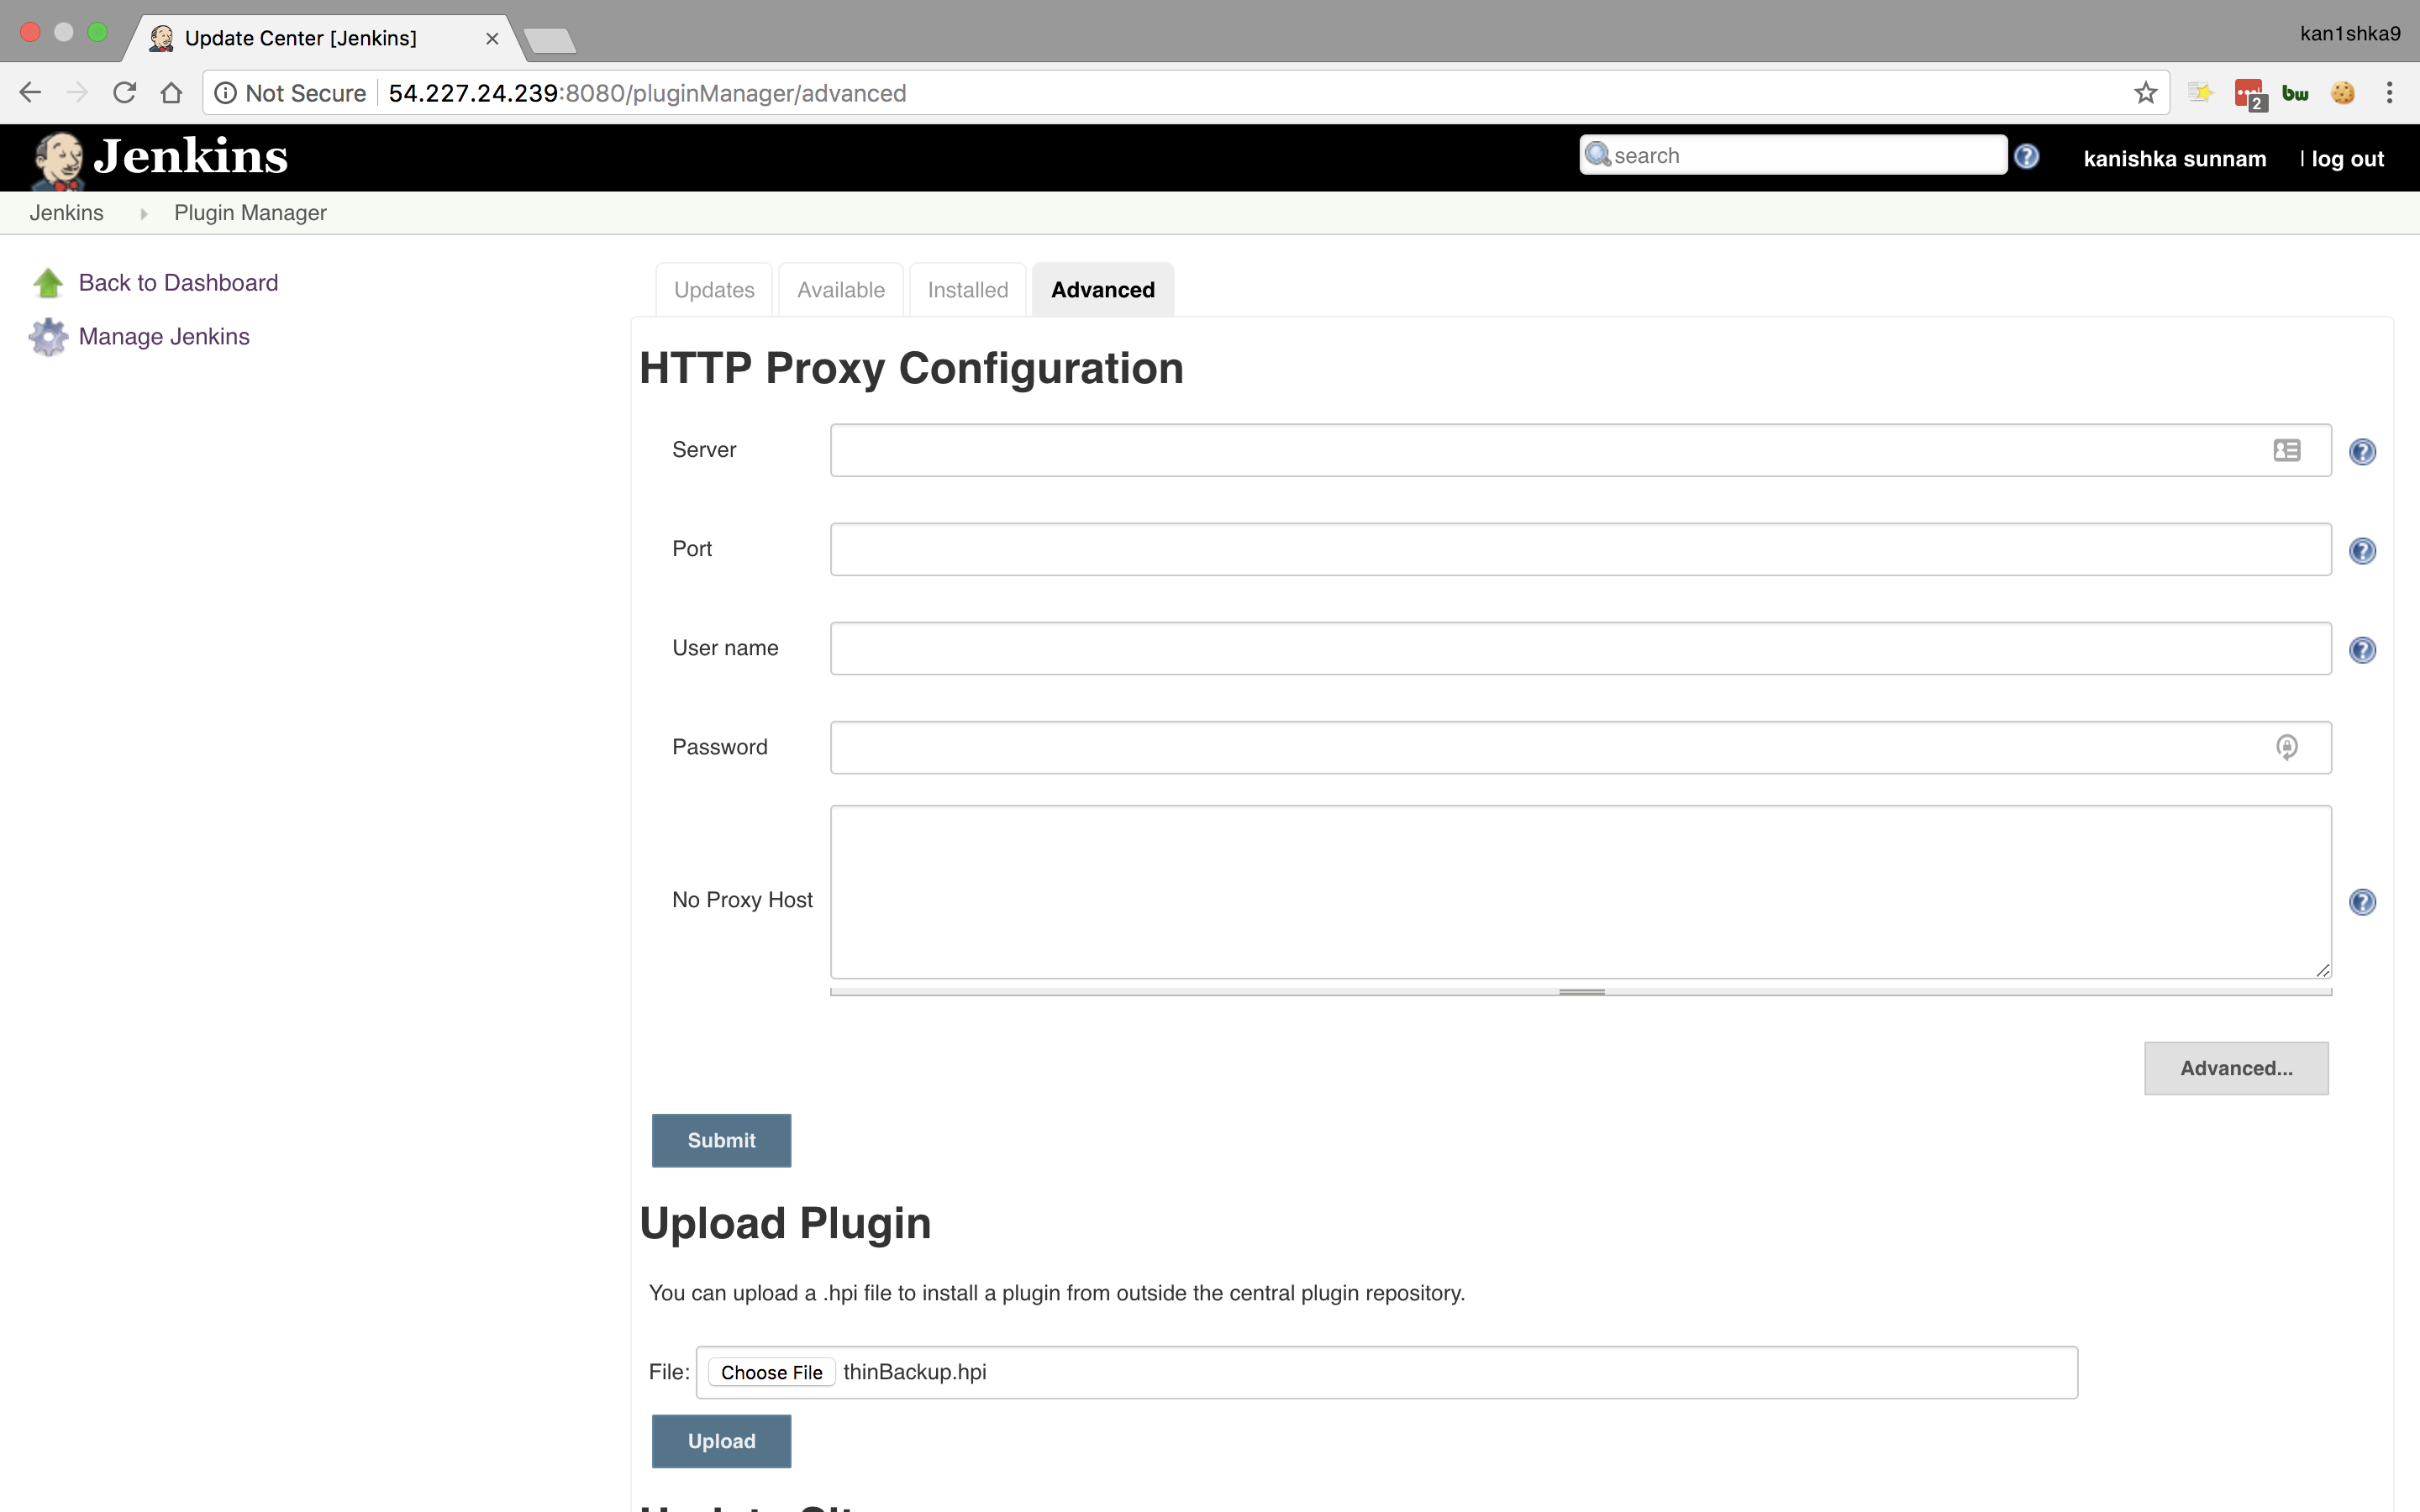 Update Center [Jenkins]
kan1shka9
Not Secure
54.227.24.239:8080/pluginManager/advanced
2
bw
Jenkins
search
kanishka sunnam
| log out
Jenkins
Plugin Manager
Back to Dashboard
Manage Jenkins
Updates
Available
Installed
Advanced
HTTP Proxy Configuration
Server
Port
User name
Password
No Proxy Host
Advanced...
Submit
Upload Plugin
You can upload a .hpi file to install a plugin from outside the central plugin repository.
File: Choose File thinBackup.hpi
Upload